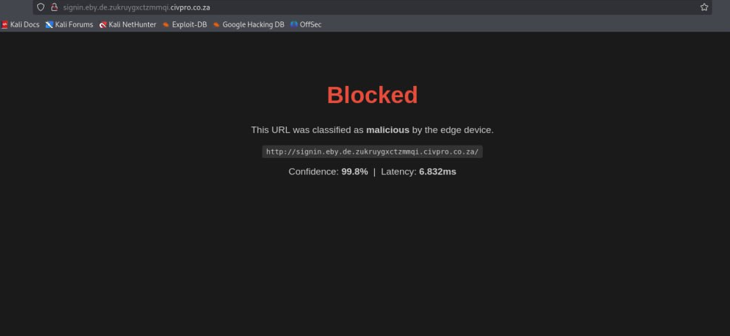 signin.eby.de.zukruygxctzmmqi.civpro.co.za
Kali Docs Kali Forums Kali NetHunter Exploit-DB Google Hacking DB OffSec
Blocked
This URL was classified as malicious by the edge device.
http://signin.eby.de.zukruygxctzmmqi.civpro.co.za/
Confidence: 99.8% | Latency: 6.832ms